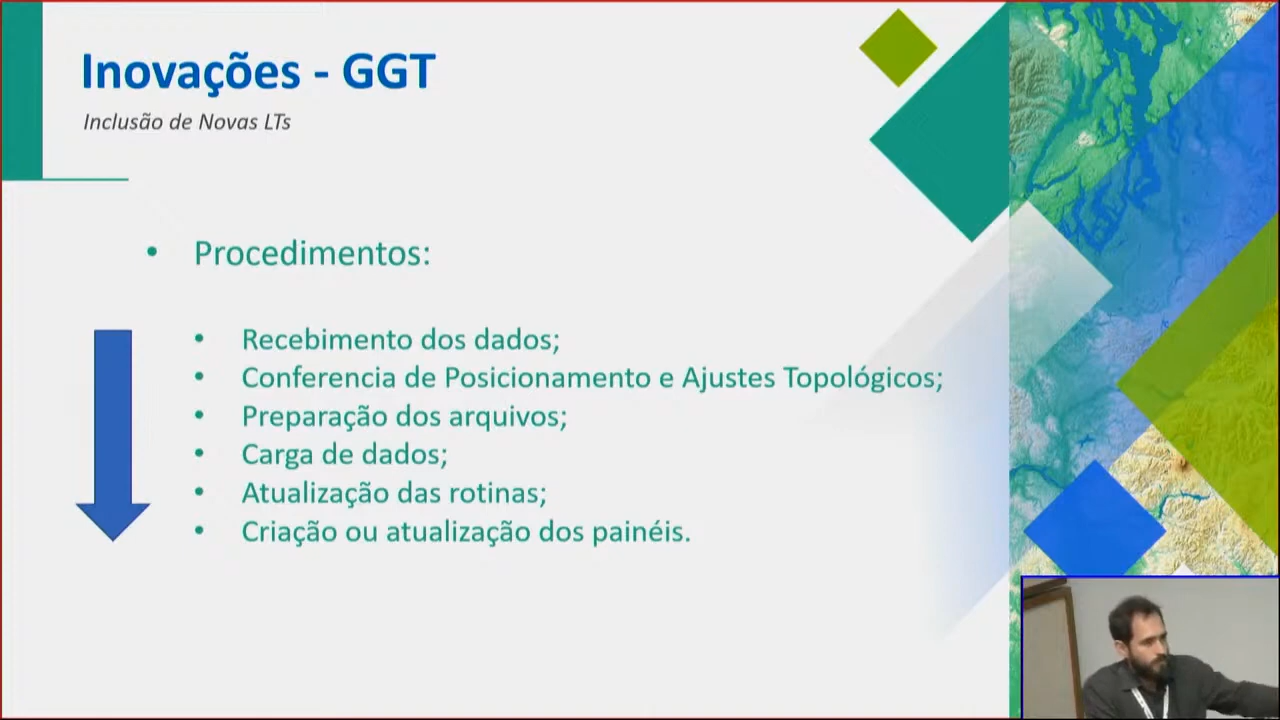 Inovações - GGT
Inclusão de Novas LTs
• Procedimentos:
• Recebimento dos dados;
• Conferencia de Posicionamento e Ajustes Topológicos;
• Preparação dos arquivos;
• Carga de dados;
• Atualização das rotinas;
• Criação ou atualização dos painéis.